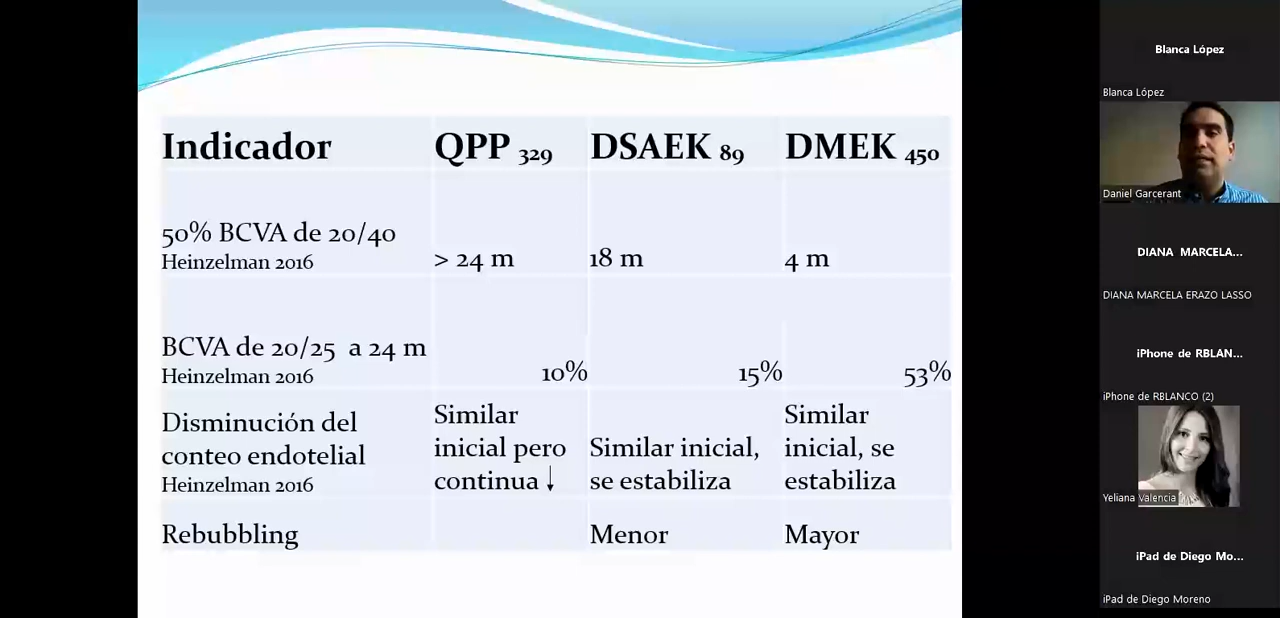 Indicador QPP 329 DSAEK 89 DMEK 450
50% BCVA de 20/40
Heinzelman 2016
> 24 m 18 m 4 m
BCVA de 20/25 a 24 m
Heinzelman 2016
10% 15% 53%
Disminución del
conteo endotelial
Heinzelman 2016
Similar
inicial pero
continua ↓
Similar inicial,
se estabiliza
Similar
inicial, se
estabiliza
Rebubbling Menor Mayor
Blanca López
Blanca López
Daniel Garcerant
DIANA MARCELA...
DIANA MARCELA ERAZO LASSO
iPhone de RBLAN...
iPhone de RBLANCO (2)
Yeliana Valencia
iPad de Diego Mo...
iPad de Diego Moreno